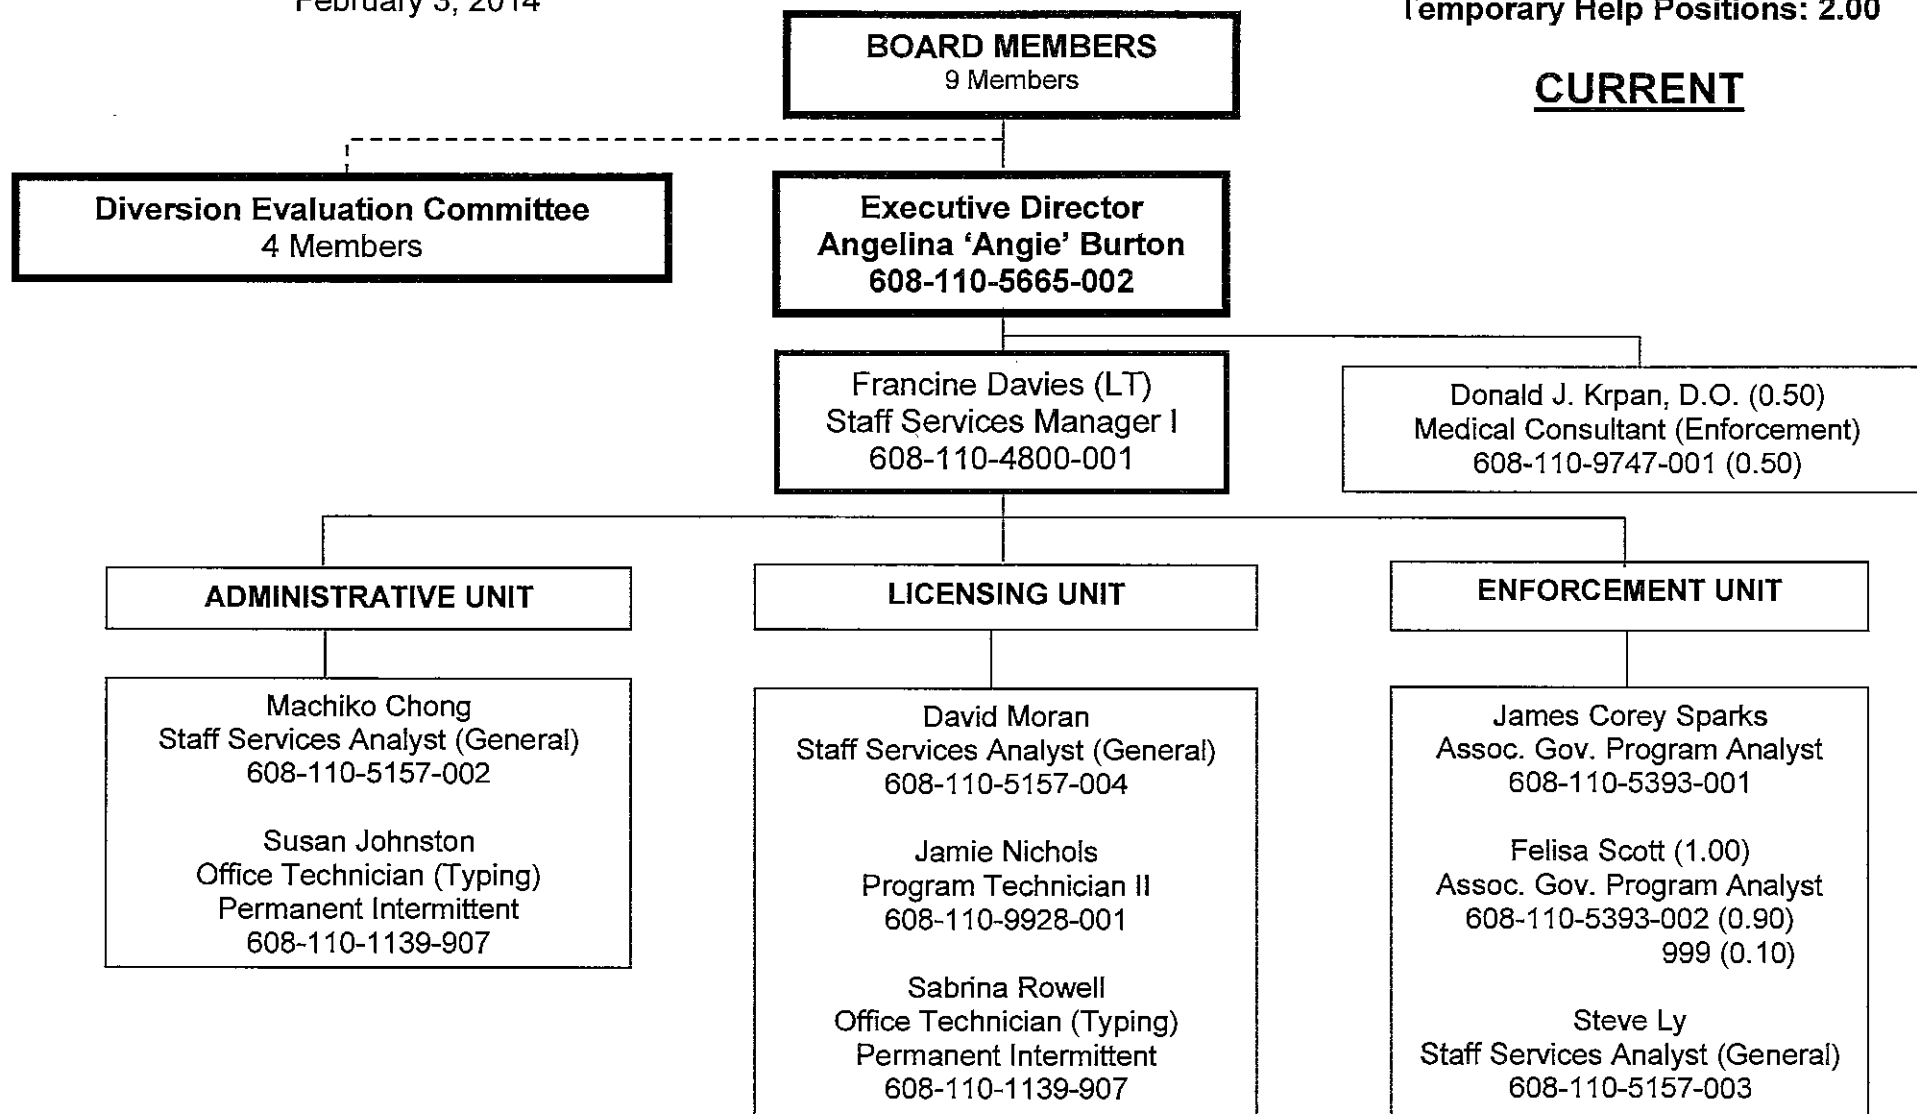 February 3, 2014
Temporary Help Positions: 2.00
CURRENT
BOARD MEMBERS
9 Members
Diversion Evaluation Committee
4 Members
Executive Director
Angelina ‘Angie’ Burton
608-110-5665-002
Francine Davies (LT)
Staff Services Manager I
608-110-4800-001
Donald J. Krpan, D.O. (0.50)
Medical Consultant (Enforcement)
608-110-9747-001 (0.50)
ADMINISTRATIVE UNIT
Machiko Chong
Staff Services Analyst (General)
608-110-5157-002
Susan Johnston
Office Technician (Typing)
Permanent Intermittent
608-110-1139-907
LICENSING UNIT
David Moran
Staff Services Analyst (General)
608-110-5157-004
Jamie Nichols
Program Technician II
608-110-9928-001
Sabrina Rowell
Office Technician (Typing)
Permanent Intermittent
608-110-1139-907
ENFORCEMENT UNIT
James Corey Sparks
Assoc. Gov. Program Analyst
608-110-5393-001
Felisa Scott (1.00)
Assoc. Gov. Program Analyst
608-110-5393-002 (0.90)
999 (0.10)
Steve Ly
Staff Services Analyst (General)
608-110-5157-003